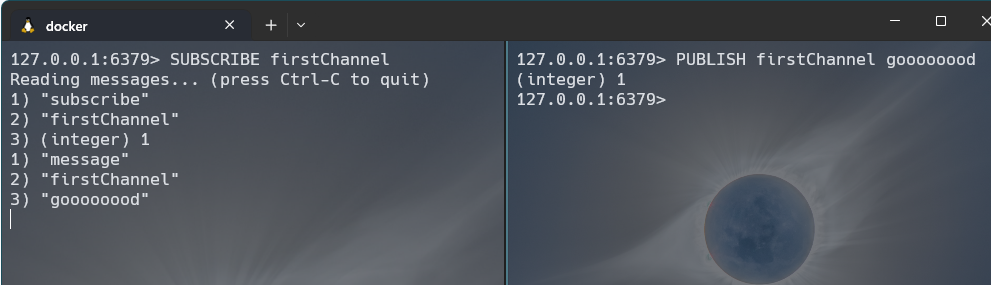 docker
127.0.0.1:6379> SUBSCRIBE firstChannel
Reading messages... (press Ctrl-C to quit)
1) "subscribe"
2) "firstChannel"
3) (integer) 1
1) "message"
2) "firstChannel"
3) "goooooood"
127.0.0.1:6379> PUBLISH firstChannel goooooood
(integer) 1
127.0.0.1:6379>